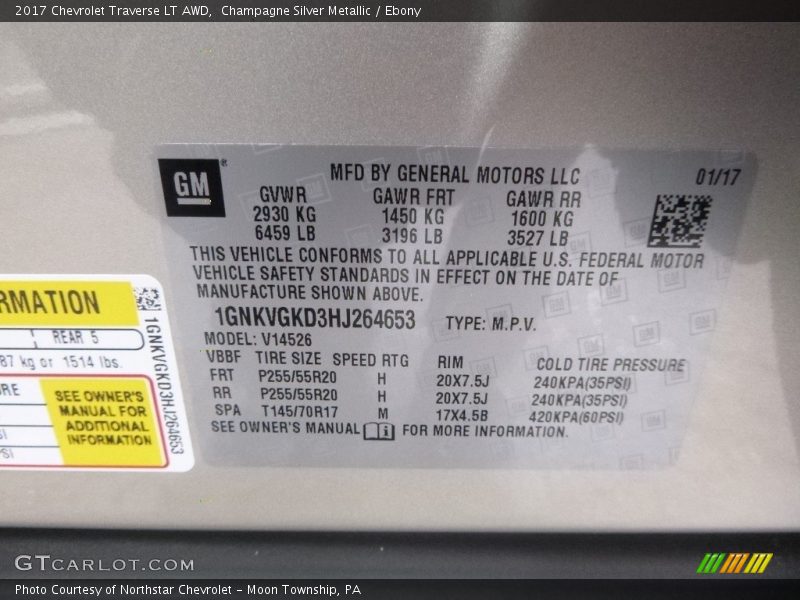 2017 Chevrolet Traverse LT AWD, Champagne Silver Metallic / Ebony
GM
®
MFD BY GENERAL MOTORS LLC
01/17
GVWR GAWR FRT GAWR RR
2930 KG 1450 KG 1600 KG
6459 LB 3196 LB 3527 LB
THIS VEHICLE CONFORMS TO ALL APPLICABLE U.S. FEDERAL MOTOR
VEHICLE SAFETY STANDARDS IN EFFECT ON THE DATE OF
MANUFACTURE SHOWN ABOVE.
1GNKVGKD3HJ264653 TYPE: M.P.V.
MODEL: V14526
VBBF TIRE SIZE SPEED RTG RIM COLD TIRE PRESSURE
FRT P255/55R20 H 20X7.5J 240KPA(35PSI)
RR P255/55R20 H 20X7.5J 240KPA(35PSI)
SPA T145/70R17 M 17X4.5B 420KPA(60PSI)
SEE OWNER'S MANUAL i FOR MORE INFORMATION.
RMATION
REAR 5
87 kg or 1514 lbs.
URE
SI
PSI
SEE OWNER'S
MANUAL FOR
ADDITIONAL
INFORMATION
1GNKVGKD3HJ264653
GTCARLOT.COM
Photo Courtesy of Northstar Chevrolet – Moon Township, PA